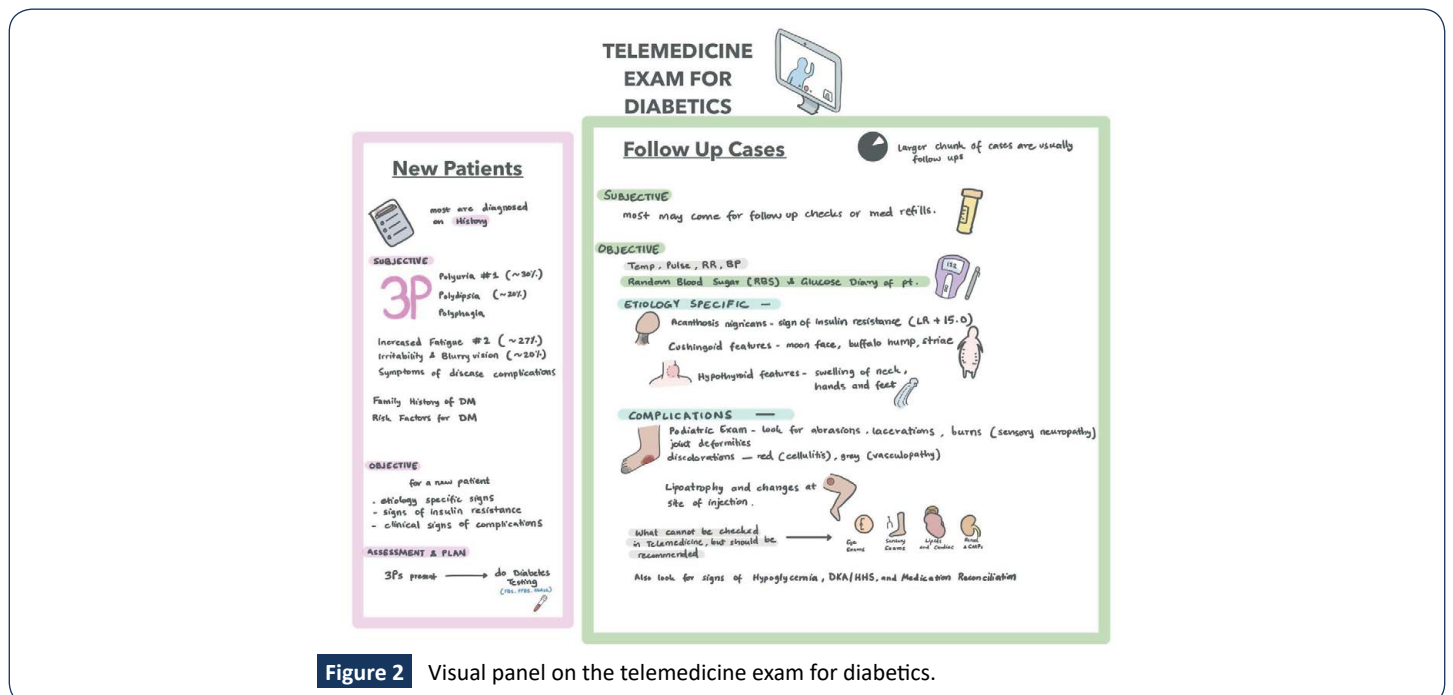 TELEMEDICINE
EXAM FOR
DIABETICS
New Patients
most are diagnosed
on History
SUBJECTIVE
3P
Polyuria #1 (~30%)
Polydipsia (~20%)
Polyphagia
Increased Fatigue #2 (~27%)
Irritability & Blurry vision (~20%)
Symptoms of disease complications
Family History of DM
Risk Factors for DM
OBJECTIVE
for a new patient
- etiology specific signs
- signs of insulin resistance
- clinical signs of complications
ASSESSMENT & PLAN
3Ps present
do Diabetes
Testing
Follow Up Cases
Larger chunk of cases are usually
follow ups
SUBJECTIVE
most may come for follow up checks or med refills.
OBJECTIVE
Temp, Pulse, RR, BP
Random Blood Sugar (RBS) & Glucose Diary of pt.
ETIOLOGY SPECIFIC —
Acanthosis nigricans - sign of insulin resistance (LR + 15.0)
Cushingoid features - moon face, buffalo hump, striae
Hypothyroid features - swelling of neck,
hands and feet
COMPLICATIONS —
Podiatric Exam - look for abrasions, lacerations, burns (sensory neuropathy)
joint deformities
discolorations — red (cellulitis), grey (vasculopathy)
Lipoatrophy and changes at
site of injection.
What cannot be checked
in Telemedicine, but should be
recommended
Eye
Exams
Sensory
Exams
Lipids
and Cardiac
Renal
Also look for signs of Hypoglycemia, DKA/HHS, and Medication Reconciliation
Figure 2 Visual panel on the telemedicine exam for diabetics.